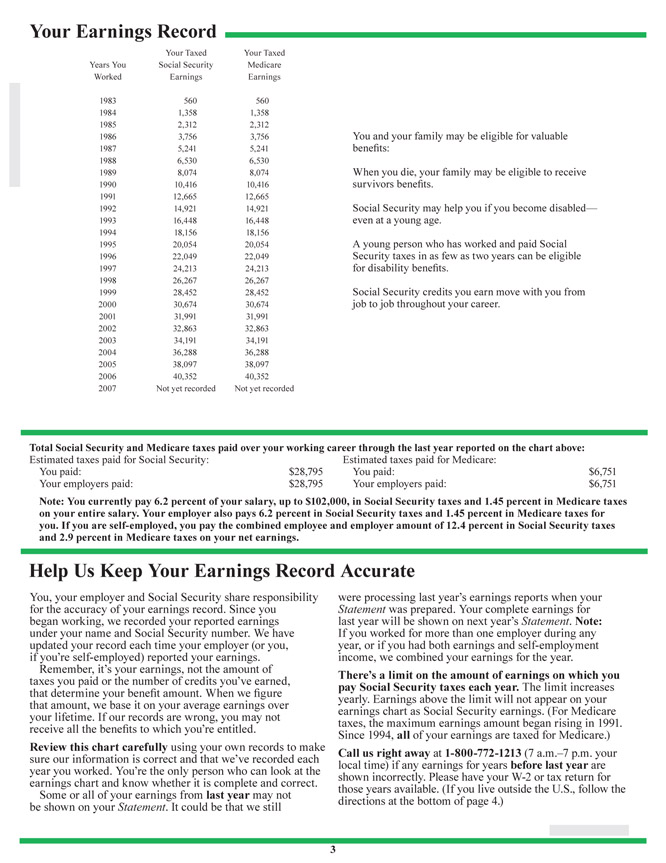 Your Earnings Record
Your Taxed Your Taxed
Years You Social Security Medicare
Worked Earnings Earnings
1983 560 560
1984 1,358 1,358
1985 2,312 2,312
1986 3,756 3,756
1987 5,241 5,241
1988 6,530 6,530
1989 8,074 8,074
1990 10,416 10,416
1991 12,665 12,665
1992 14,921 14,921
1993 16,448 16,448
1994 18,156 18,156
1995 20,054 20,054
1996 22,049 22,049
1997 24,213 24,213
1998 26,267 26,267
1999 28,452 28,452
2000 30,674 30,674
2001 31,991 31,991
2002 32,863 32,863
2003 34,191 34,191
2004 36,288 36,288
2005 38,097 38,097
2006 40,352 40,352
2007 Not yet recorded Not yet recorded
You and your family may be eligible for valuable
benefits:
When you die, your family may be eligible to receive
survivors benefits.
Social Security may help you if you become disabled—
even at a young age.
A young person who has worked and paid Social
Security taxes in as few as two years can be eligible
for disability benefits.
Social Security credits you earn move with you from
job to job throughout your career.
Total Social Security and Medicare taxes paid over your working career through the last year reported on the chart above:
Estimated taxes paid for Social Security: Estimated taxes paid for Medicare:
You paid: $28,795 You paid: $6,751
Your employers paid: $28,795 Your employers paid: $6,751
Note: You currently pay 6.2 percent of your salary, up to $102,000, in Social Security taxes and 1.45 percent in Medicare taxes
on your entire salary. Your employer also pays 6.2 percent in Social Security taxes and 1.45 percent in Medicare taxes for
you. If you are self-employed, you pay the combined employee and employer amount of 12.4 percent in Social Security taxes
and 2.9 percent in Medicare taxes on your net earnings.
Help Us Keep Your Earnings Record Accurate
You, your employer and Social Security share responsibility
for the accuracy of your earnings record. Since you
began working, we recorded your reported earnings
under your name and Social Security number. We have
updated your record each time your employer (or you,
if you're self-employed) reported your earnings.
Remember, it's your earnings, not the amount of
taxes you paid or the number of credits you've earned,
that determine your benefit amount. When we figure
that amount, we base it on your average earnings over
your lifetime. If our records are wrong, you may not
receive all the benefits to which you're entitled.
Review this chart carefully using your own records to make
sure our information is correct and that we've recorded each
year you worked. You're the only person who can look at the
earnings chart and know whether it is complete and correct.
Some or all of your earnings from last year may not
be shown on your Statement. It could be that we still
were processing last year's earnings reports when your
Statement was prepared. Your complete earnings for
last year will be shown on next year's Statement. Note:
If you worked for more than one employer during any
year, or if you had both earnings and self-employment
income, we combined your earnings for the year.
There's a limit on the amount of earnings on which you
pay Social Security taxes each year. The limit increases
yearly. Earnings above the limit will not appear on your
earnings chart as Social Security earnings. (For Medicare
taxes, the maximum earnings amount began rising in 1991.
Since 1994, all of your earnings are taxed for Medicare.)
Call us right away at 1-800-772-1213 (7 a.m.–7 p.m. your
local time) if any earnings for years before last year are
shown incorrectly. Please have your W-2 or tax return for
those years available. (If you live outside the U.S., follow the
directions at the bottom of page 4.)
3